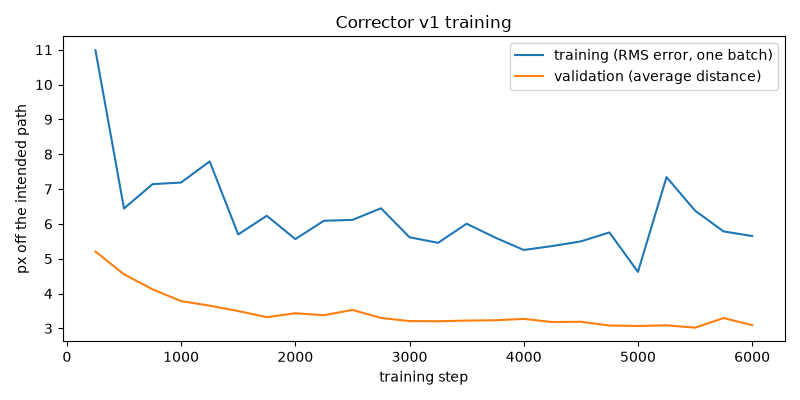 Corrector v1 training
training (RMS error, one batch)
validation (average distance)
px off the intended path
11
10
9
8
7
6
5
4
3
0 1000 2000 3000 4000 5000 6000
training step